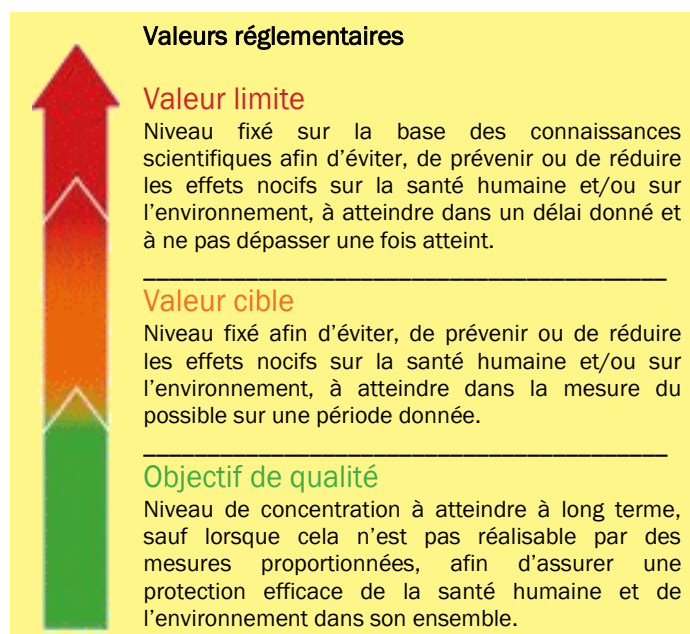 Valeurs réglementaires
Valeur limite
Niveau fixé sur la base des connaissances
scientifiques afin d'éviter, de prévenir ou de réduire
les effets nocifs sur la santé humaine et/ou sur
l'environnement, à atteindre dans un délai donné et
à ne pas dépasser une fois atteint.
Valeur cible
Niveau fixé afin d'éviter, de prévenir ou de réduire
les effets nocifs sur la santé humaine et/ou sur
l'environnement, à atteindre dans la mesure du
possible sur une période donnée.
Objectif de qualité
Niveau de concentration à atteindre à long terme,
sauf lorsque cela n'est pas réalisable par des
mesures proportionnées, afin d'assurer une
protection efficace de la santé humaine et de
l'environnement dans son ensemble.